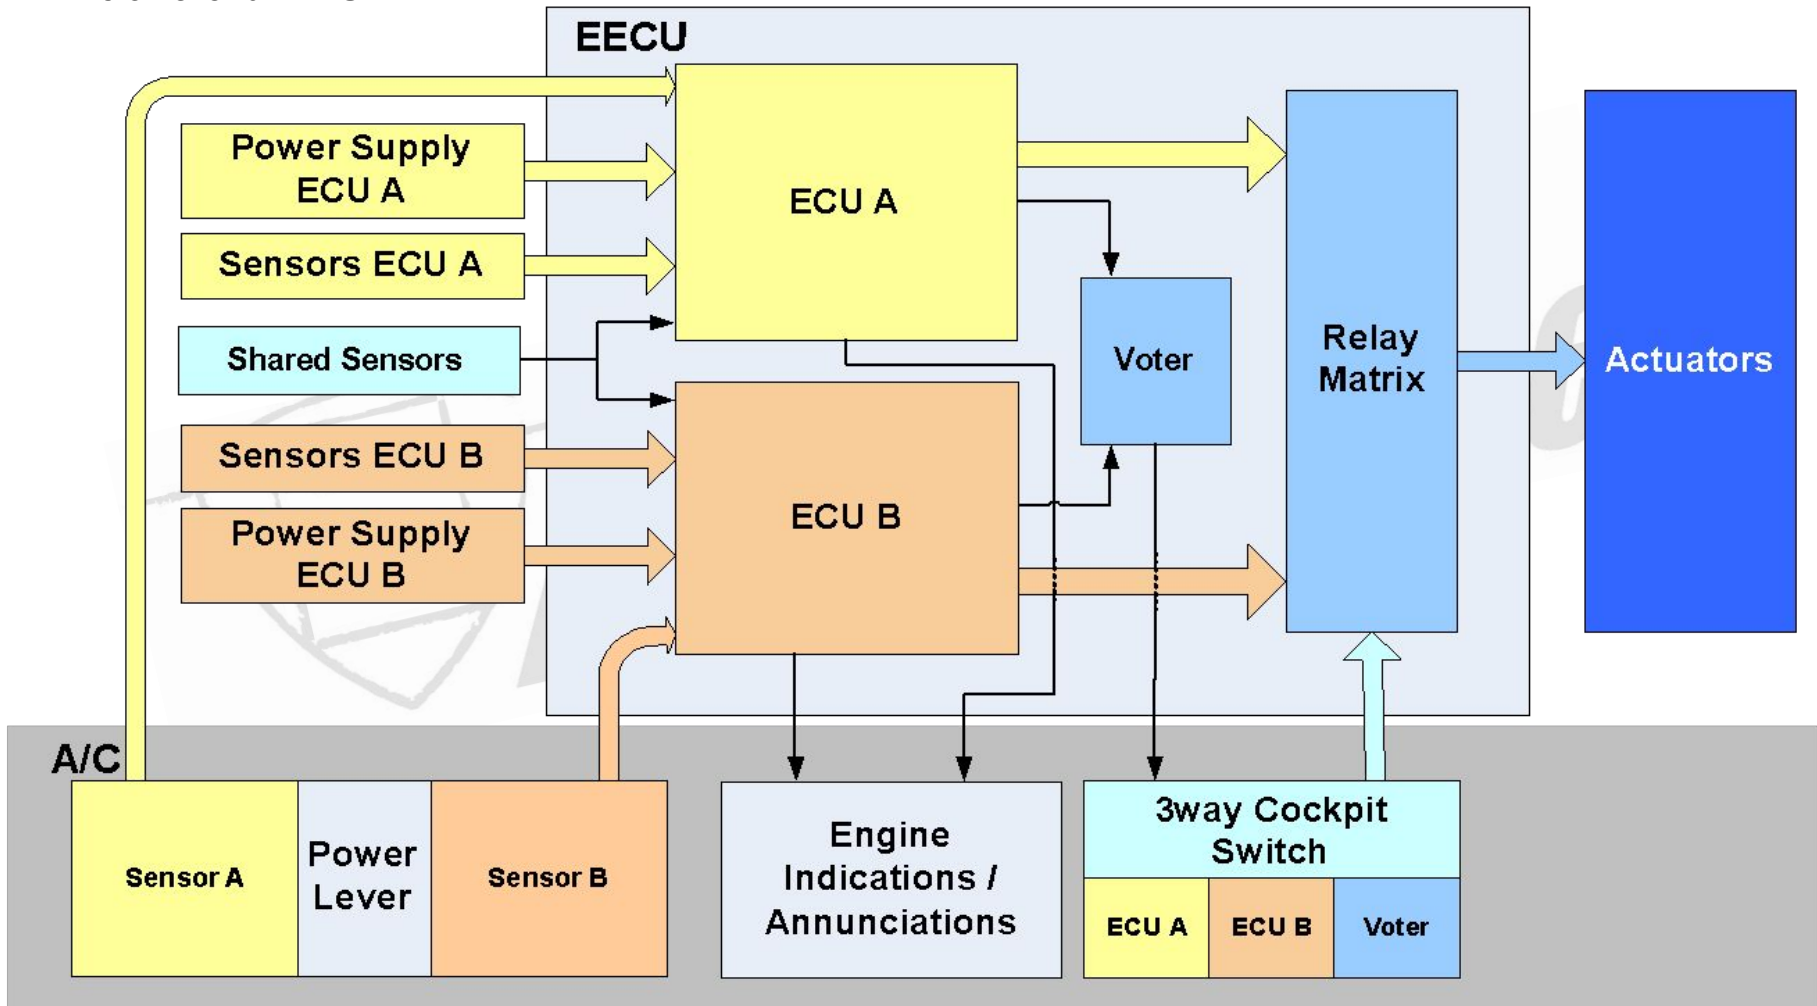 EECU
Power Supply
ECU A
Sensors ECU A
Shared Sensors
Sensors ECU B
Power Supply
ECU B
ECU A
ECU B
Voter
Relay
Matrix
Actuators
A/C
Sensor A
Power
Lever
Sensor B
Engine
Indications /
Annunciations
3way Cockpit
Switch
ECU A
ECU B
Voter